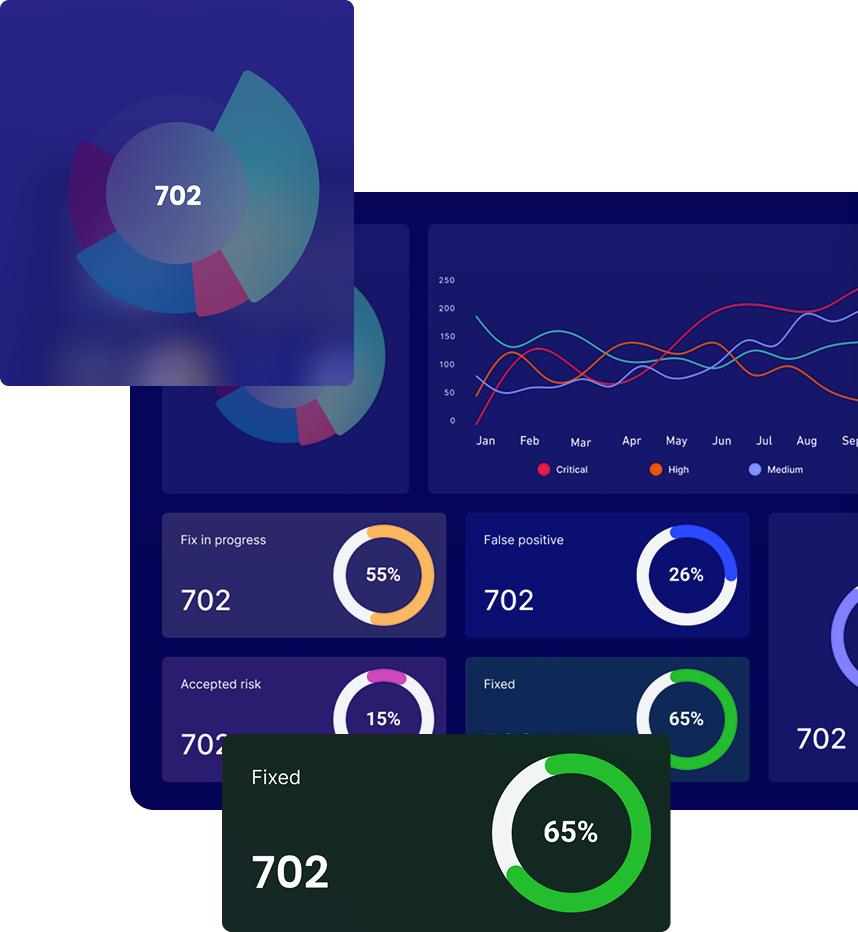 702
250
200
150
100
50
0
Jan Feb Mar Apr May Jun Jul Aug
Critical High Medium
Fix in progress
702
55%
False positive
702
26%
Accepted risk
702
15%
Fixed
65%
702
Fixed
702
65%